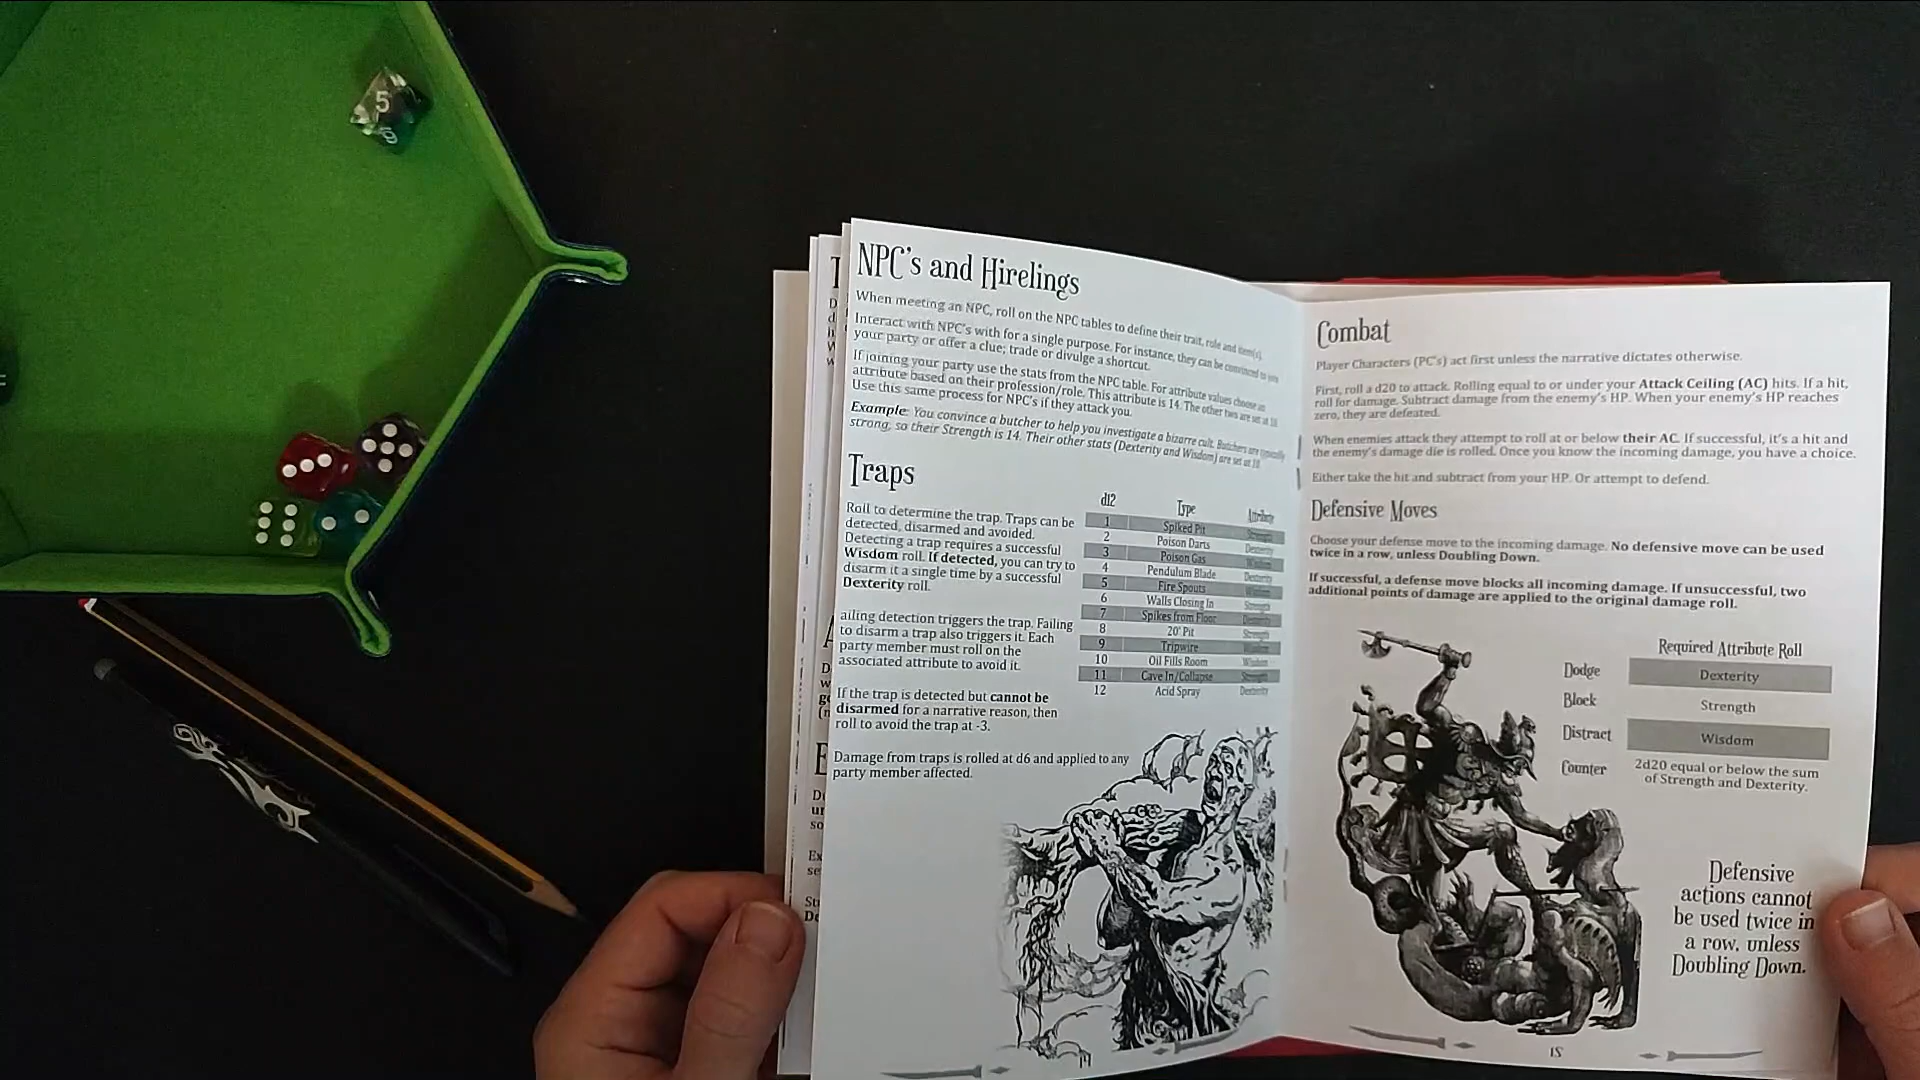 5
NPC's and Hirelings
When meeting an NPC, roll on the NPC tables to define their trait, role and item(s).
Interact with NPC's with for a single purpose. For instance, they can be convinced to
your party or offer a clue; trade or divulge a shortcut.
If joining your party use the stats from the NPC table. For attribute values choose an
attribute based on their profession/role. This attribute is 14. The other two are set at 10
Use this same process for NPC's if they attack you.
Example: You convince a butcher to help you investigate a bizarre cult. Butchers are typically
strong, so their Strength is 14. Their other stats (Dexterity and Wisdom) are set at 10.
Traps
Roll to determine the trap. Traps can be
detected, disarmed and avoided.
Detecting a trap requires a successful
Wisdom roll. If detected, you can try to
disarm it a single time by a successful
Dexterity roll.
ailing detection triggers the trap. Failing
to disarm a trap also triggers it. Each
party member must roll on the
associated attribute to avoid it.
If the trap is detected but cannot be
disarmed for a narrative reason, then
roll to avoid the trap at -3.
Damage from traps is rolled at d6 and applied to any
party member affected.
d12 Type Attribute
1 Spiked Pit Strength
2 Poison Darts Dexterity
3 Poison Gas Wisdom
4 Pendulum Blade Dexterity
5 Fire Spouts Wisdom
6 Walls Closing In Strength
7 Spikes from Floor Dexterity
8 20' Pit Strength
9 Tripwire Wisdom
10 Oil Fills Room Wisdom
11 Cave In/Collapse Strength
12 Acid Spray Dexterity
14
Combat
Player Characters (PC's) act first unless the narrative dictates otherwise.
First, roll a d20 to attack. Rolling equal to or under your Attack Ceiling (AC) hits. If a hit,
roll for damage. Subtract damage from the enemy's HP. When your enemy's HP reaches
zero, they are defeated.
When enemies attack they attempt to roll at or below their AC. If successful, it's a hit and
the enemy's damage die is rolled. Once you know the incoming damage, you have a choice.
Either take the hit and subtract from your HP. Or attempt to defend.
Defensive Moves
Choose your defense move to the incoming damage. No defensive move can be used
twice in a row, unless Doubling Down.
If successful, a defense move blocks all incoming damage. If unsuccessful, two
additional points of damage are applied to the original damage roll.
Required Attribute Roll
Dodge Dexterity
Block Strength
Distract Wisdom
Counter 2d20 equal or below the sum
of Strength and Dexterity.
Defensive
actions cannot
be used twice in
a row, unless
Doubling Down.
15